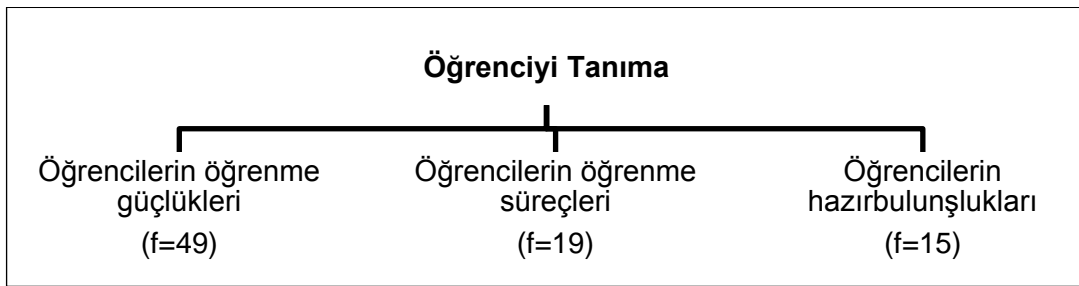 Öğrenciyi Tanıma
Öğrencilerin öğrenme
güçlükleri
(f=49)
Öğrencilerin öğrenme
süreçleri
(f=19)
Öğrencilerin
hazırbulunşlukları
(f=15)